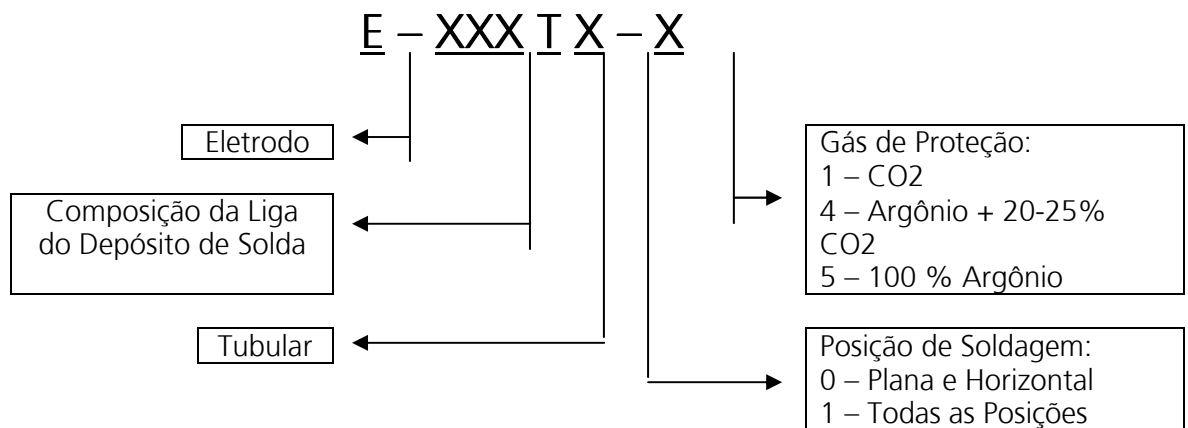 E – XXX T X – X
Eletrodo
Composição da Liga
do Depósito de Solda
Tubular
Gás de Proteção:
1 – CO2
4 – Argônio + 20-25%
CO2
5 – 100 % Argônio
Posição de Soldagem:
0 – Plana e Horizontal
1 – Todas as Posições